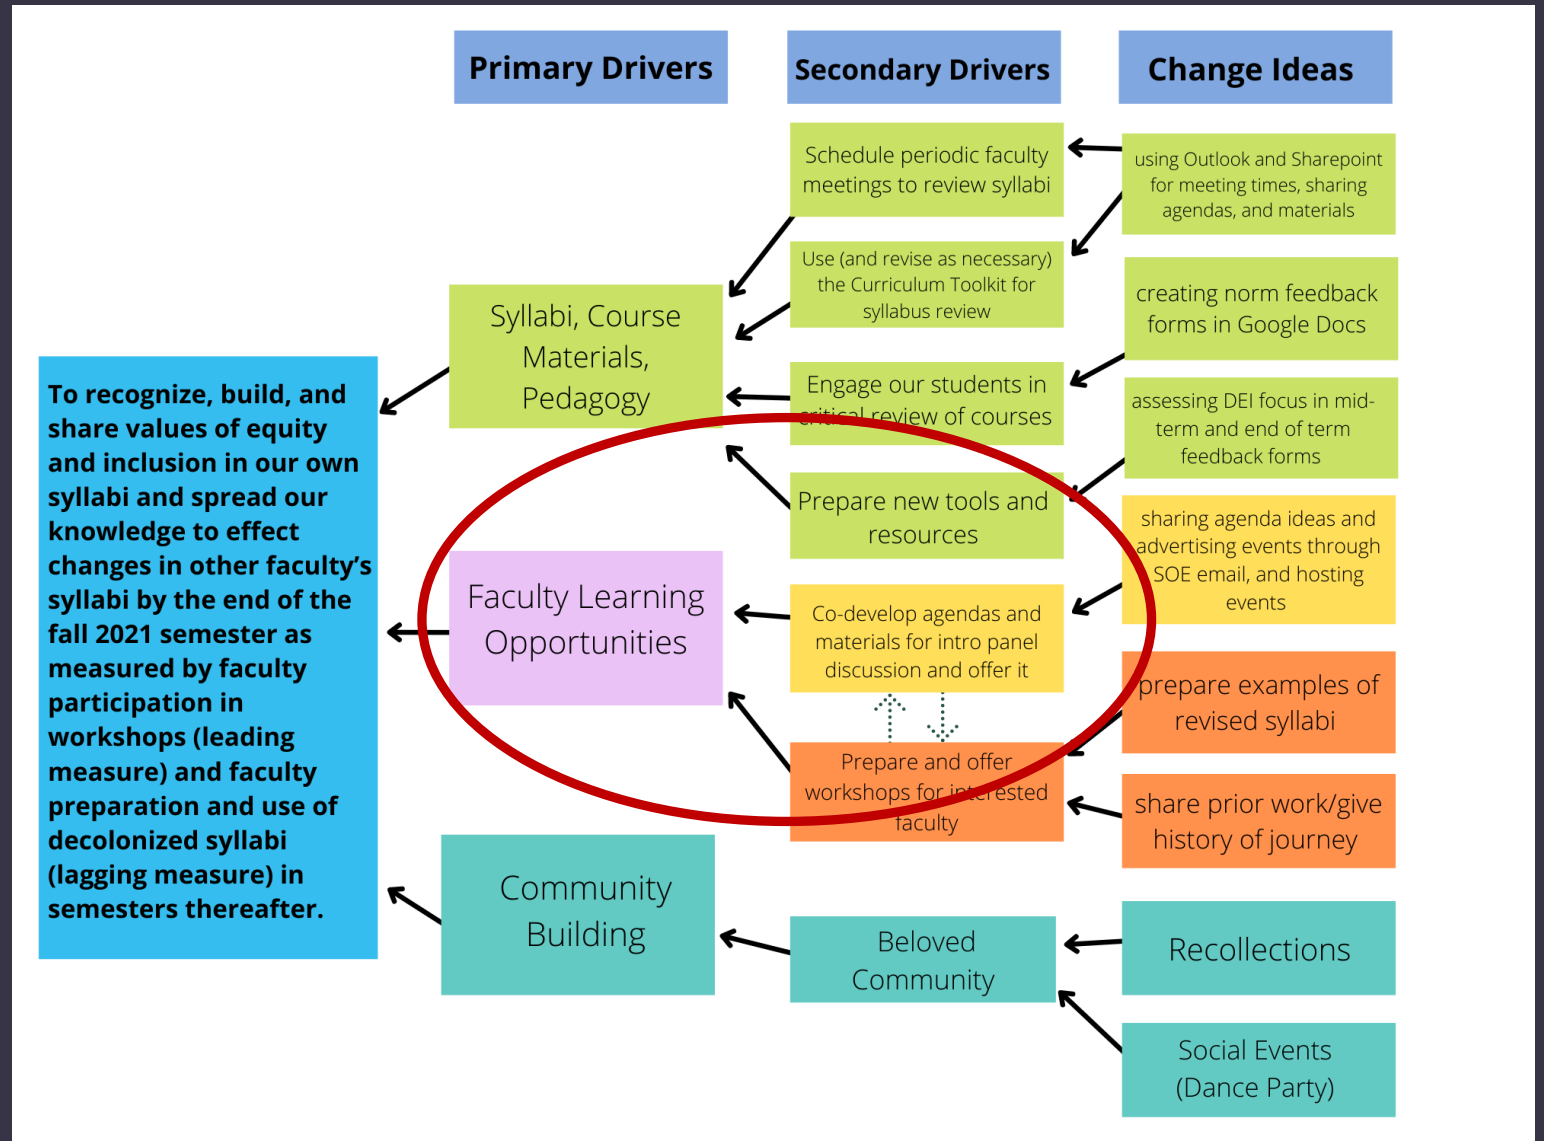 Primary Drivers
Secondary Drivers
Change Ideas
To recognize, build, and
share values of equity
and inclusion in our own
syllabi and spread our
knowledge to effect
changes in other faculty’s
syllabi by the end of the
fall 2021 semester as
measured by faculty
participation in
workshops (leading
measure) and faculty
preparation and use of
decolonized syllabi
(lagging measure) in
semesters thereafter.
Syllabi, Course
Materials,
Pedagogy
Faculty Learning
Opportunities
Community
Building
Schedule periodic faculty
meetings to review syllabi
Use (and revise as necessary)
the Curriculum Toolkit for
syllabus review
Engage our students in
critical review of courses
Prepare new tools and
resources
Co-develop agendas and
materials for intro panel
discussion and offer it
Prepare and offer
workshops for interested
faculty
Beloved
Community
using Outlook and Sharepoint
for meeting times, sharing
agendas, and materials
creating norm feedback
forms in Google Docs
assessing DEI focus in mid-
term and end of term
feedback forms
sharing agenda ideas and
advertising events through
SOE email, and hosting
events
prepare examples of
revised syllabi
share prior work/give
history of journey
Recollections
Social Events
(Dance Party)